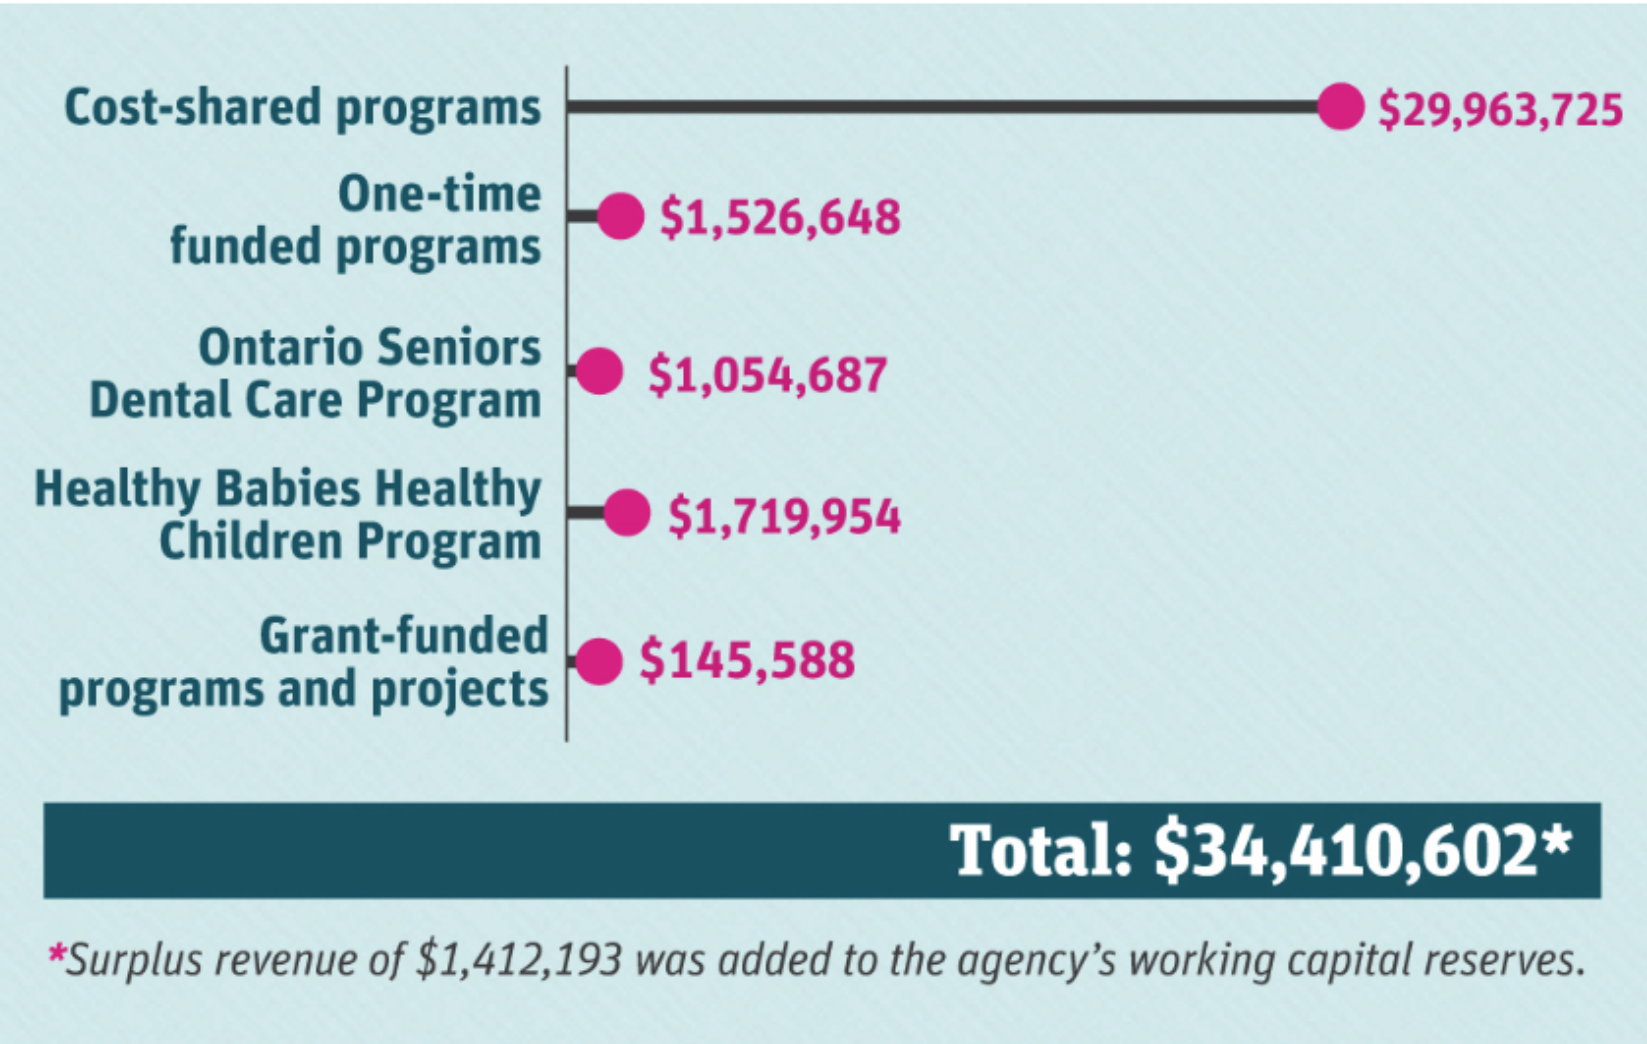 Cost-shared programs
$29,963,725
One-time
funded programs
$1,526,648
Ontario Seniors
Dental Care Program
$1,054,687
Healthy Babies Healthy
Children Program
$1,719,954
Grant-funded
programs and projects
$145,588
Total: $34,410,602*
*Surplus revenue of $1,412,193 was added to the agency’s working capital reserves.